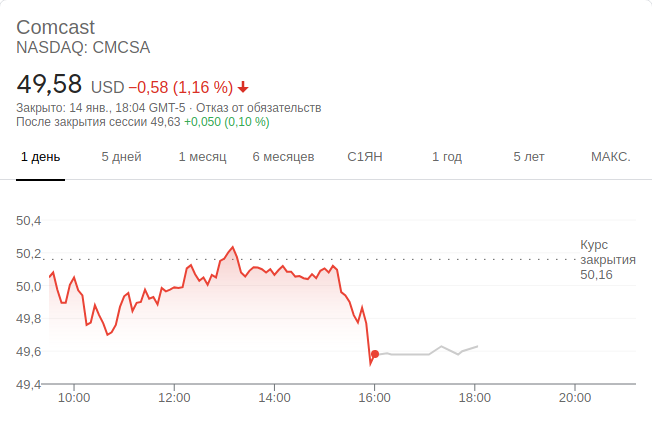 Comcast
NASDAQ: CMCSA
49,58 USD −0,58 (1,16 %)
Закрыто: 14 янв., 18:04 GMT-5 · Отказ от обязательств
После закрытия сессии 49,63 +0,050 (0,10 %)
1 день 5 дней 1 месяц 6 месяцев С1ЯН 1 год 5 лет МАКС.
50,4
50,2
50,0
49,8
49,6
49,4
Курс
закрытия
50,16
10:00 12:00 14:00 16:00 18:00 20:00